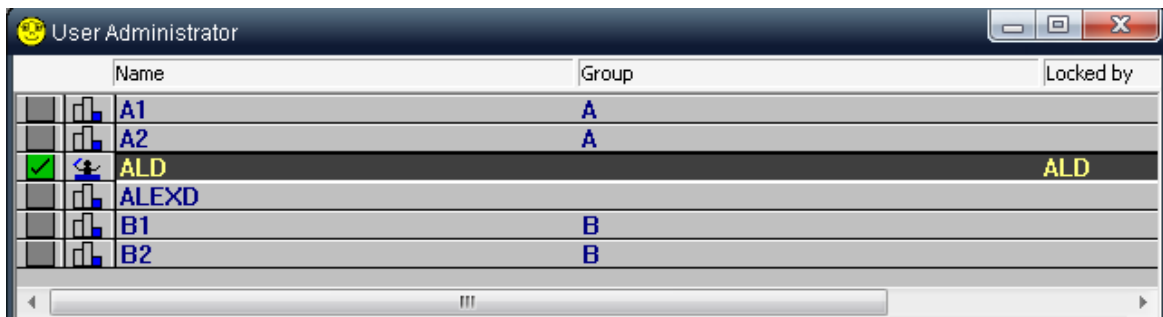 User Administrator
Name Group Locked by
A1 A
A2 A
ALD ALD
ALEXD
B1 B
B2 B